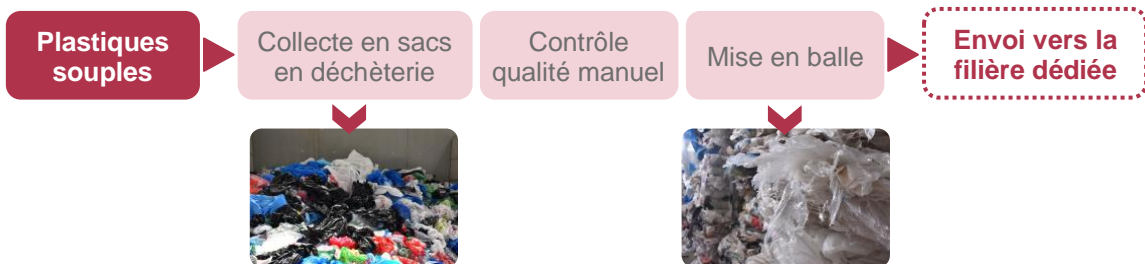 Plastiques
souples
Collecte en sacs
en déchèterie
Contrôle
qualité manuel
Mise en balle
Envoi vers la
filière dédiée